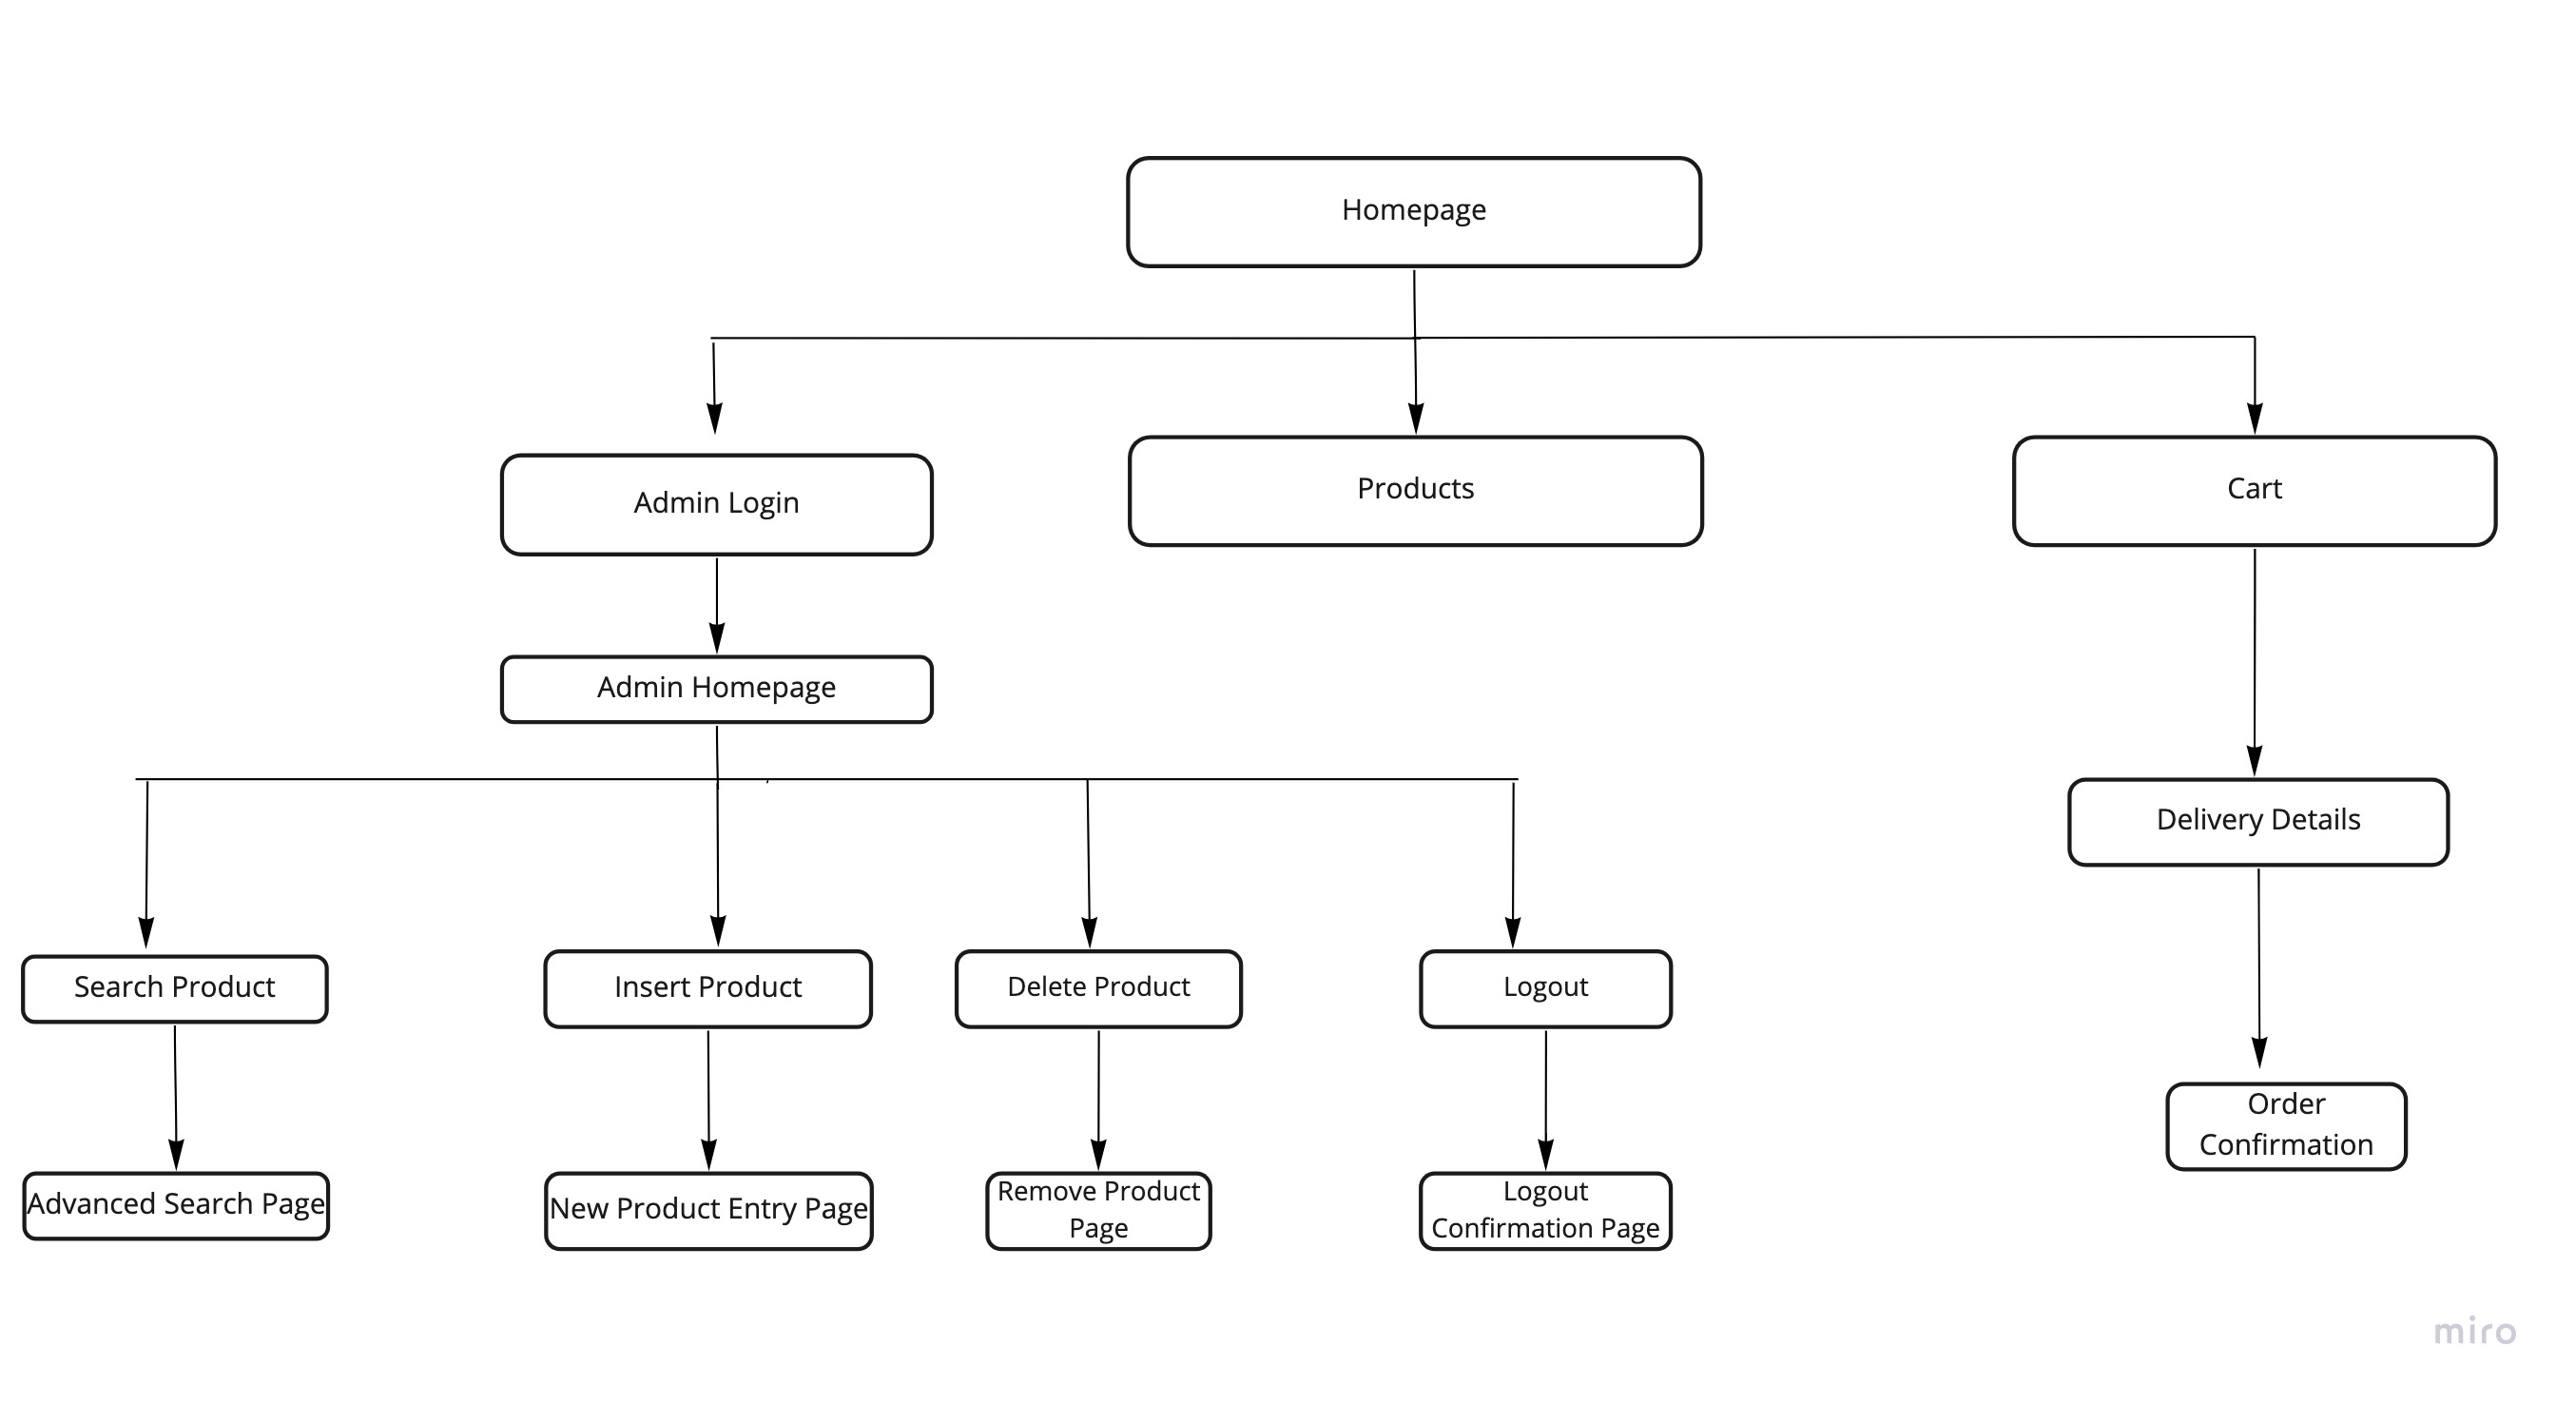 Homepage
Admin Login
Products
Cart
Admin Homepage
Delivery Details
Search Product
Insert Product
Delete Product
Logout
Order
Confirmation
Advanced Search Page
New Product Entry Page
Remove Product
Page
Logout
Confirmation Page
miro